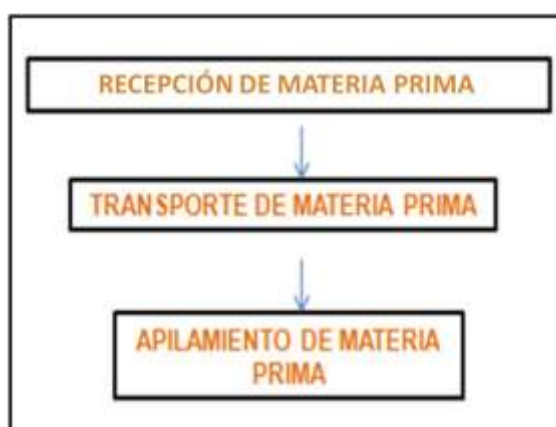 RECEPCIÓN DE MATERIA PRIMA
TRANSPORTE DE MATERIA PRIMA
APILAMIENTO DE MATERIA
PRIMA